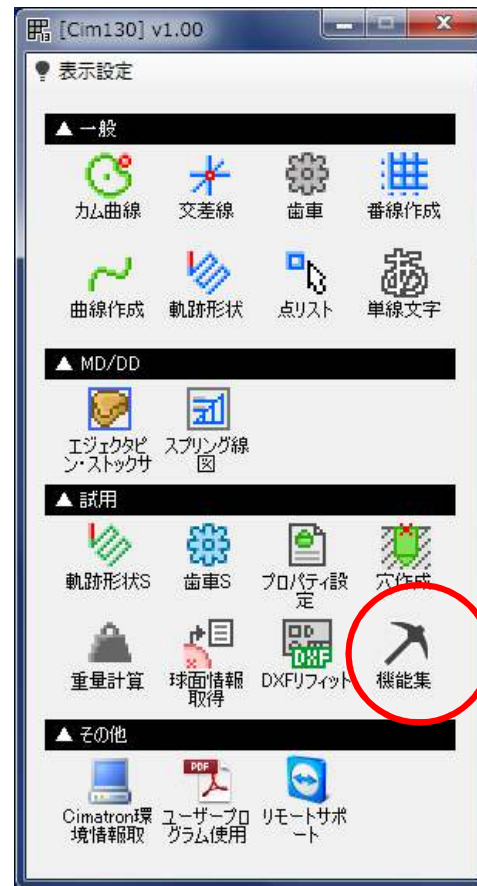 [Cim130] v1.00
表示設定
▲ 一般
カム曲線 交差線 歯車 番線作成
曲線作成 軌跡形状 点リスト 単線文字
▲ MD/DD
エジェクタピ スプリング線
ン・ストックサ 図
▲ 試用
軌跡形状S 歯車S プロパティ設 穴作成
定
重量計算 球面情報 DXFリフィット 機能集
取得
DXF
▲ その他
PDF
Cimatron環 ユーザープロ リモートサポ
境情報取 グラム使用 ート